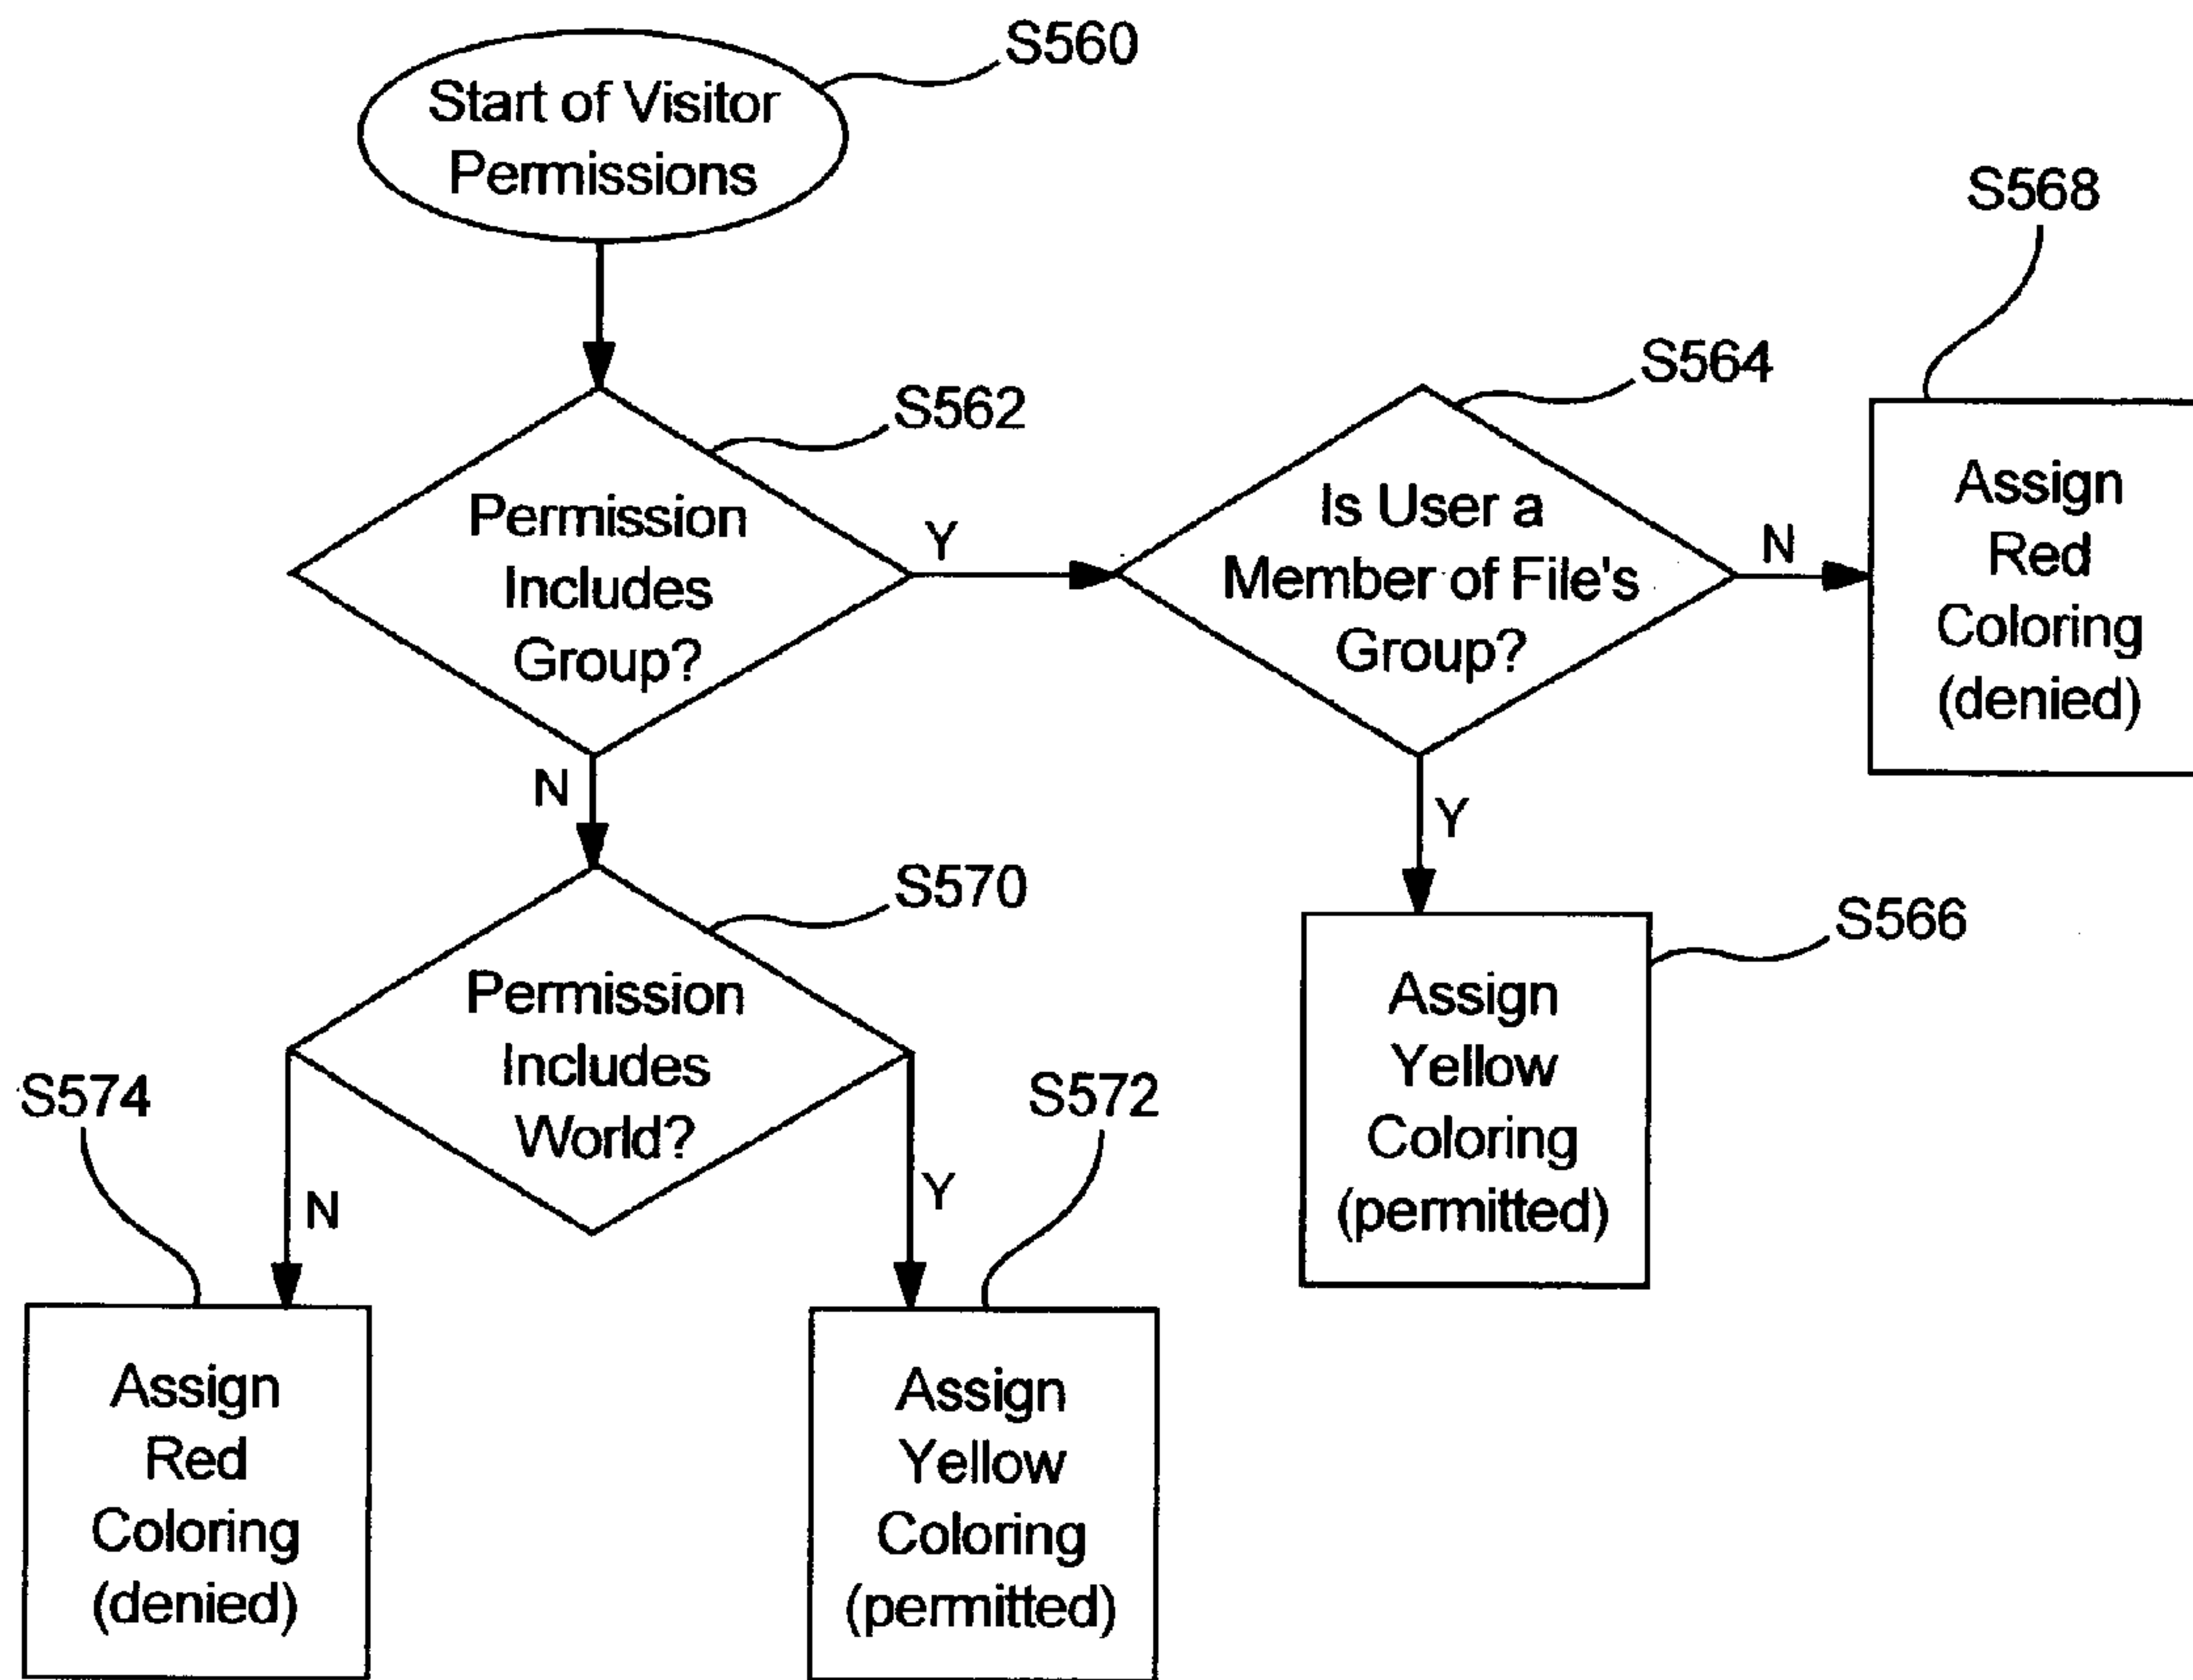 S560
Start of Visitor
Permissions
S568
S564
S562
Permission
Includes
Group?
Y
Is User a
Member of File's
Group?
N
Assign
Red
Coloring
(denied)
N
Y
S570
S566
Permission
Includes
World?
Assign
Yellow
Coloring
(permitted)
S574
S572
N
Y
Assign
Red
Coloring
(denied)
Assign
Yellow
Coloring
(permitted)